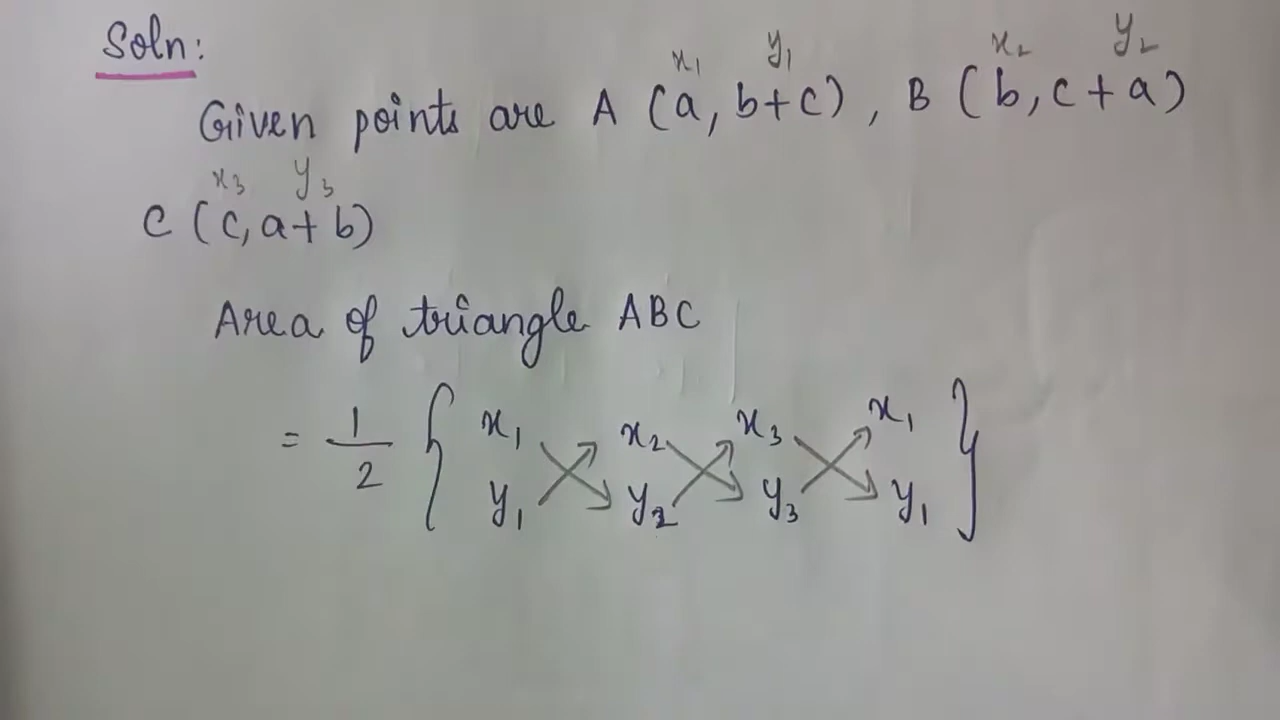 Soln:
x₁ y₁ x₂ y₂
Given points are A (a, b+c), B (b, c+a)
x₃ y₃
C (c, a+b)
Area of triangle ABC
= 1/2 { x₁ x₂ x₃ x₁
y₁ y₂ y₃ y₁ }